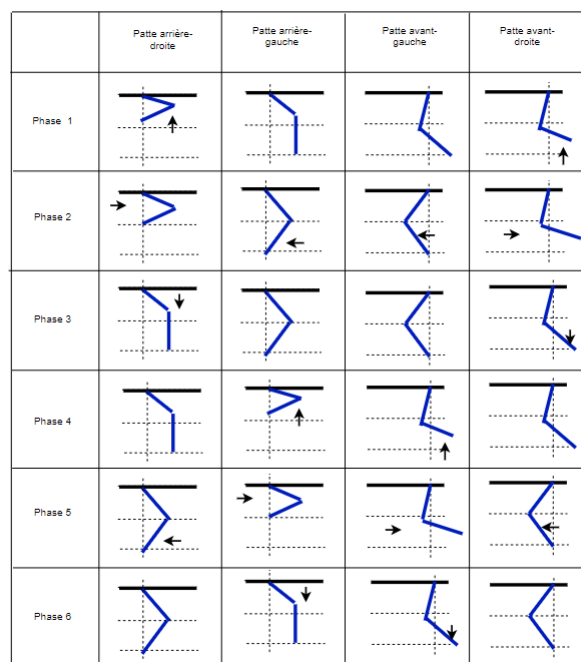 Patte arrière-
droite
Patte arrière-
gauche
Patte avant-
gauche
Patte avant-
droite
Phase 1
Phase 2
Phase 3
Phase 4
Phase 5
Phase 6